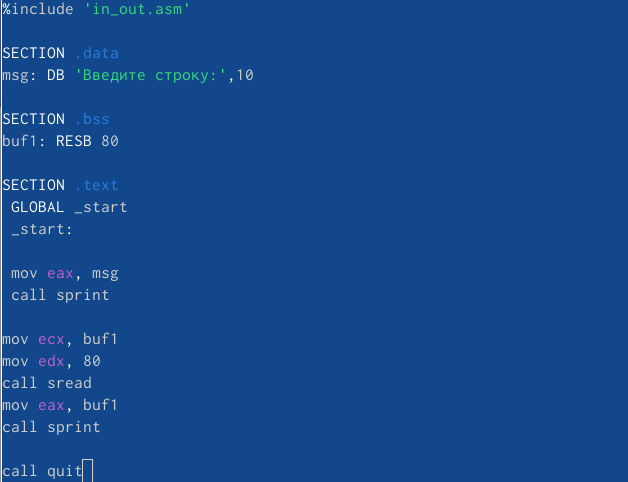 %include 'in_out.asm'
SECTION .data
msg: DB 'Введите строку:',10
SECTION .bss
buf1: RESB 80
SECTION .text
GLOBAL _start
_start:
mov eax, msg
call sprint
mov ecx, buf1
mov edx, 80
call sread
mov eax, buf1
call sprint
call quit